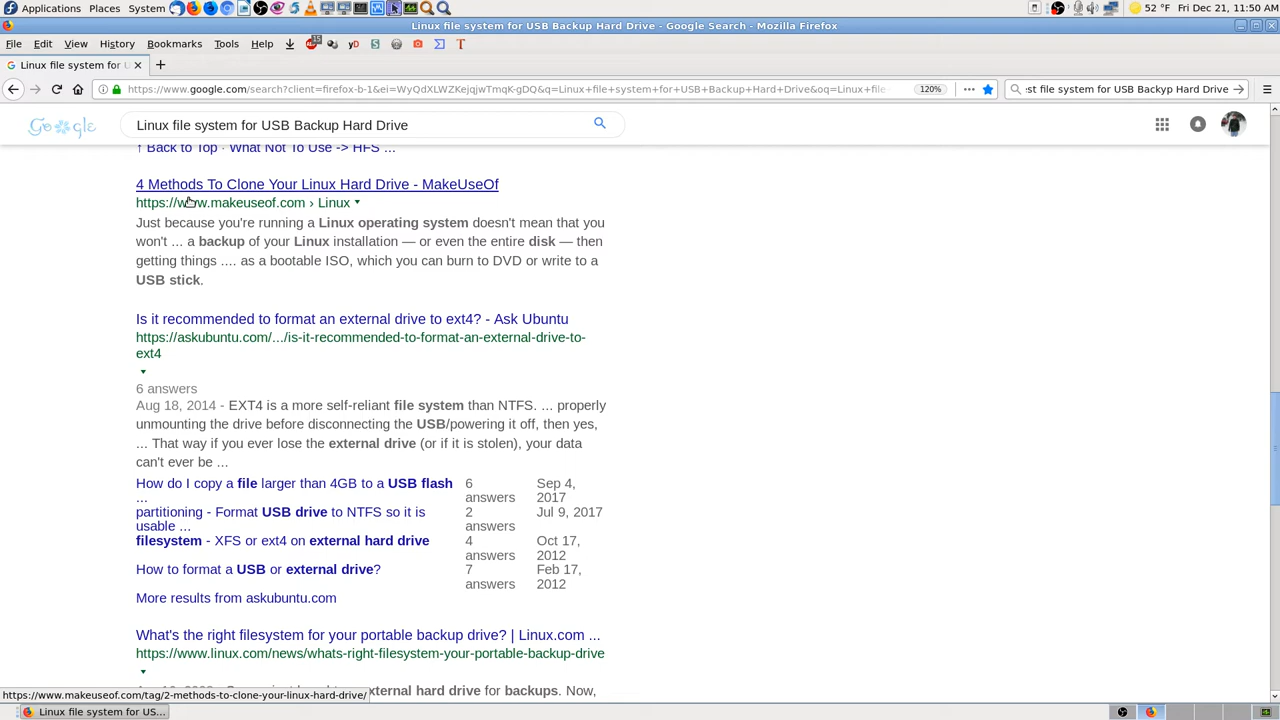 Applications Places System 52 °F Fri Dec 21, 11:50 AM
Linux file system for USB Backup Hard Drive - Google Search - Mozilla Firefox
File Edit View History Bookmarks Tools Help
G Linux file system for U
https://www.google.com/search?client=firefox-b-1&ei=WyQdXLWZKejqjwTmqK-gDQ&q=Linux+file+system+for+USB+Backup+Hard+Drive&oq=Linux+file- 120% ;st file system for USB Backyp Hard Drive
Google Linux file system for USB Backup Hard Drive
↑ Back to Top · What Not To Use -> HFS ...
4 Methods To Clone Your Linux Hard Drive - MakeUseOf
https://www.makeuseof.com › Linux
Just because you're running a Linux operating system doesn't mean that you
won't ... a backup of your Linux installation — or even the entire disk — then
getting things .... as a bootable ISO, which you can burn to DVD or write to a
USB stick.
Is it recommended to format an external drive to ext4? - Ask Ubuntu
https://askubuntu.com/.../is-it-recommended-to-format-an-external-drive-to-
ext4
6 answers
Aug 18, 2014 - EXT4 is a more self-reliant file system than NTFS. ... properly
unmounting the drive before disconnecting the USB/powering it off, then yes,
... That way if you ever lose the external drive (or if it is stolen), your data
can't ever be ...
How do I copy a file larger than 4GB to a USB flash 6 Sep 4,
... answers 2017
partitioning - Format USB drive to NTFS so it is 2 Jul 9, 2017
usable ... answers
filesystem - XFS or ext4 on external hard drive 4 Oct 17,
answers 2012
How to format a USB or external drive? 7 Feb 17,
answers 2012
More results from askubuntu.com
What's the right filesystem for your portable backup drive? | Linux.com ...
https://www.linux.com/news/whats-right-filesystem-your-portable-backup-drive
https://www.makeuseof.com/tag/2-methods-to-clone-your-linux-hard-drive/ external hard drive for backups. Now,
Linux file system for US...